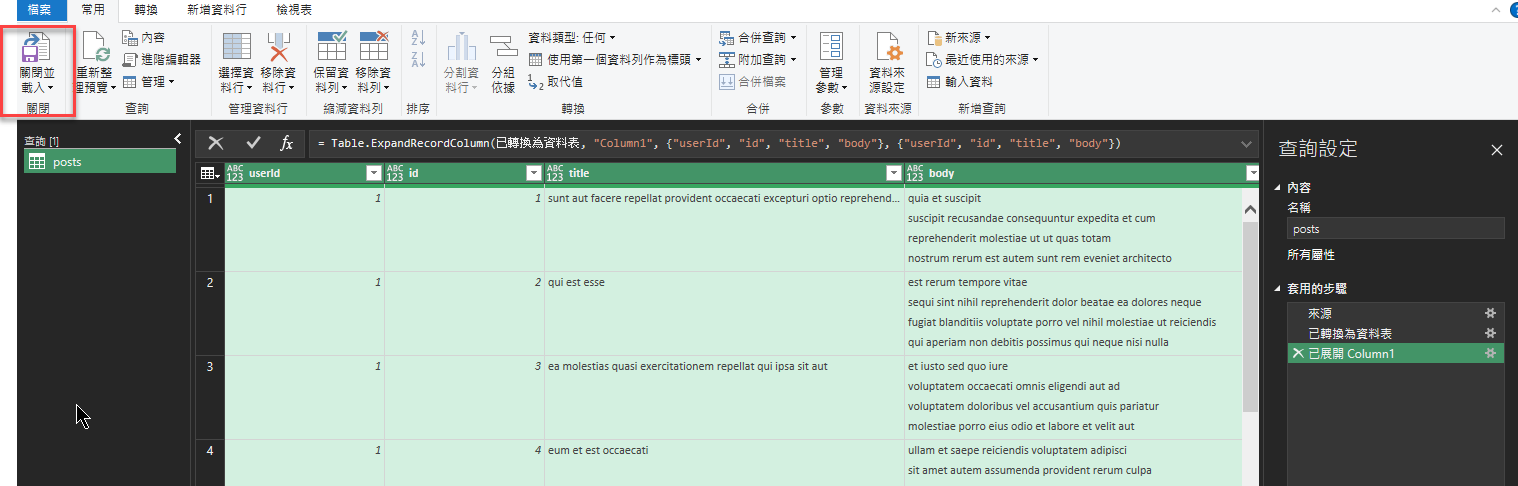 檔案 常用 轉換 新增資料行 檢視表
關閉並
載入
關閉
重新整
理預覽
內容
進階編輯器
管理
查詢
選擇資
料行
移除資
料行
管理資料行
保留資
料列
移除資
料列
縮減資料列
A
Z
Z
A
排序
分割資
料行
分組
依據
資料類型: 任何
使用第一個資料列作為標頭
1
2 取代值
轉換
合併查詢
附加查詢
合併檔案
合併
管理
參數
參數
資料來
源設定
資料來源
新來源
最近使用的來源
輸入資料
新增查詢
查詢 [1]
posts
fx
= Table.ExpandRecordColumn(已轉換為資料表, "Column1", {"userId", "id", "title", "body"}, {"userId", "id", "title", "body"})
ABC
123 userId
ABC
123 id
ABC
123 title
ABC
123 body
1 1 1 sunt aut facere repellat provident occaecati excepturi optio reprehend... quia et suscipit
suscipit recusandae consequuntur expedita et cum
reprehenderit molestiae ut ut quas totam
nostrum rerum est autem sunt rem eveniet architecto
2 1 2 qui est esse est rerum tempore vitae
sequi sint nihil reprehenderit dolor beatae ea dolores neque
fugiat blanditiis voluptate porro vel nihil molestiae ut reiciendis
qui aperiam non debitis possimus qui neque nisi nulla
3 1 3 ea molestias quasi exercitationem repellat qui ipsa sit aut et iusto sed quo iure
voluptatem occaecati omnis eligendi aut ad
voluptatem doloribus vel accusantium quis pariatur
molestiae porro eius odio et labore et velit aut
4 1 4 eum et est occaecati ullam et saepe reiciendis voluptatem adipisci
sit amet autem assumenda provident rerum culpa
查詢設定
內容
名稱
posts
所有屬性
套用的步驟
來源
已轉換為資料表
已展開 Column1